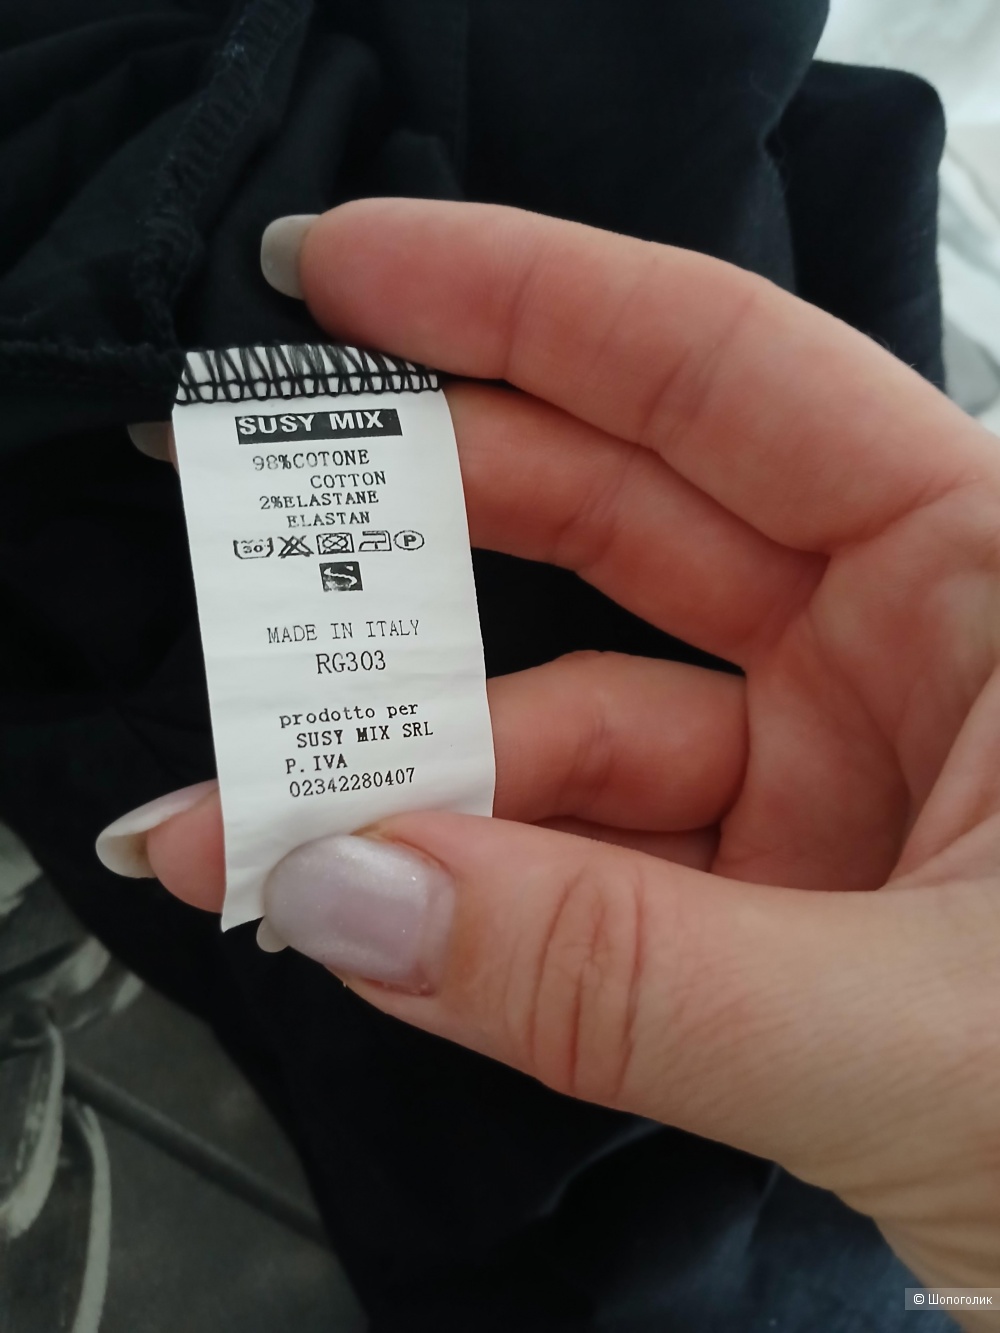 SUSY MIX
98%COTONE
COTTON
2%ELASTANE
ELASTAN
30
P
S
MADE IN ITALY
RG303
prodotto per
SUSY MIX SRL
P.IVA
02342280407
© Шопоголик